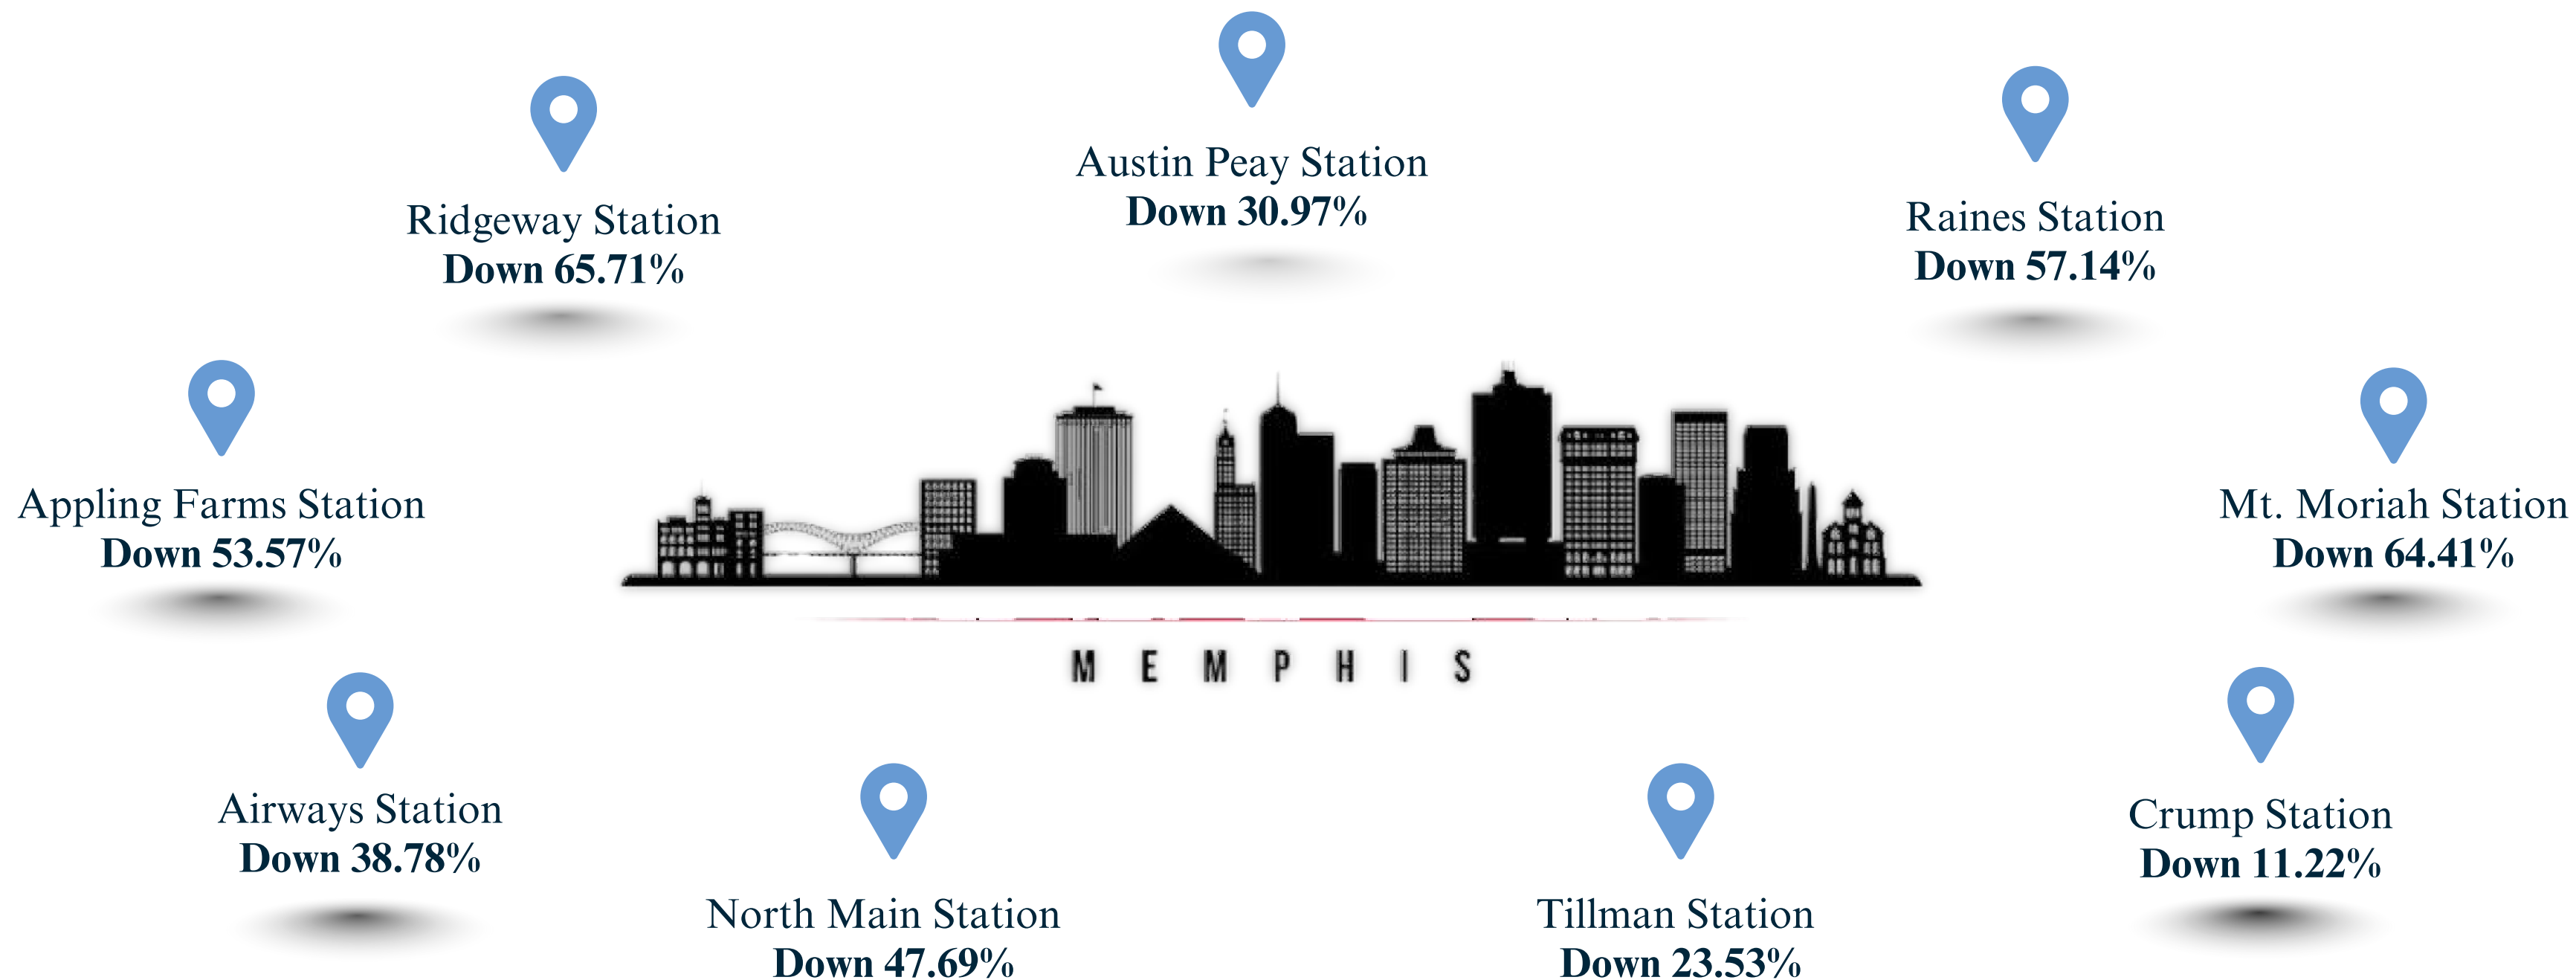 Austin Peay Station
Down 30.97%
Ridgeway Station
Down 65.71%
Raines Station
Down 57.14%
Appling Farms Station
Down 53.57%
Mt. Moriah Station
Down 64.41%
MEMPHIS
Airways Station
Down 38.78%
Crump Station
Down 11.22%
North Main Station
Down 47.69%
Tillman Station
Down 23.53%